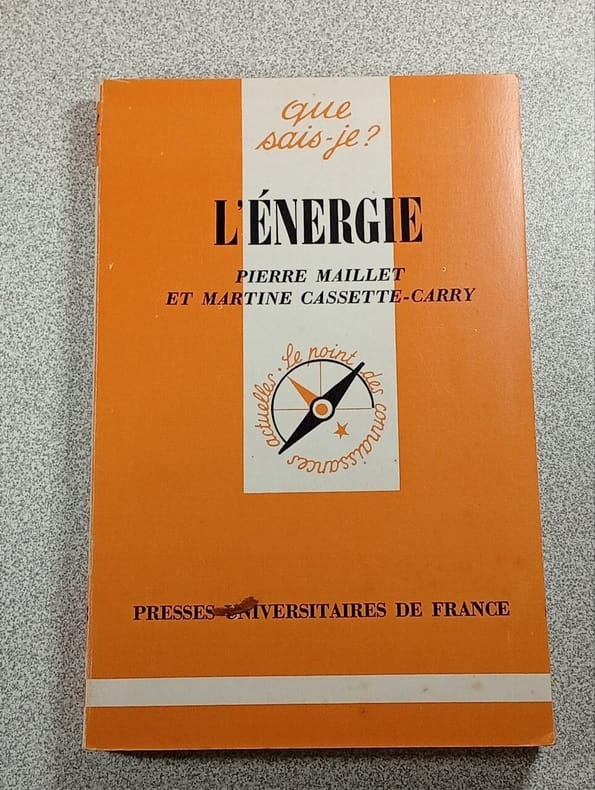 que
sais-je?
L'ÉNERGIE
PIERRE MAILLET
ET MARTINE CASSETTE-CARRY
Le point des connaissances actuelles.
PRESSES UNIVERSITAIRES DE FRANCE